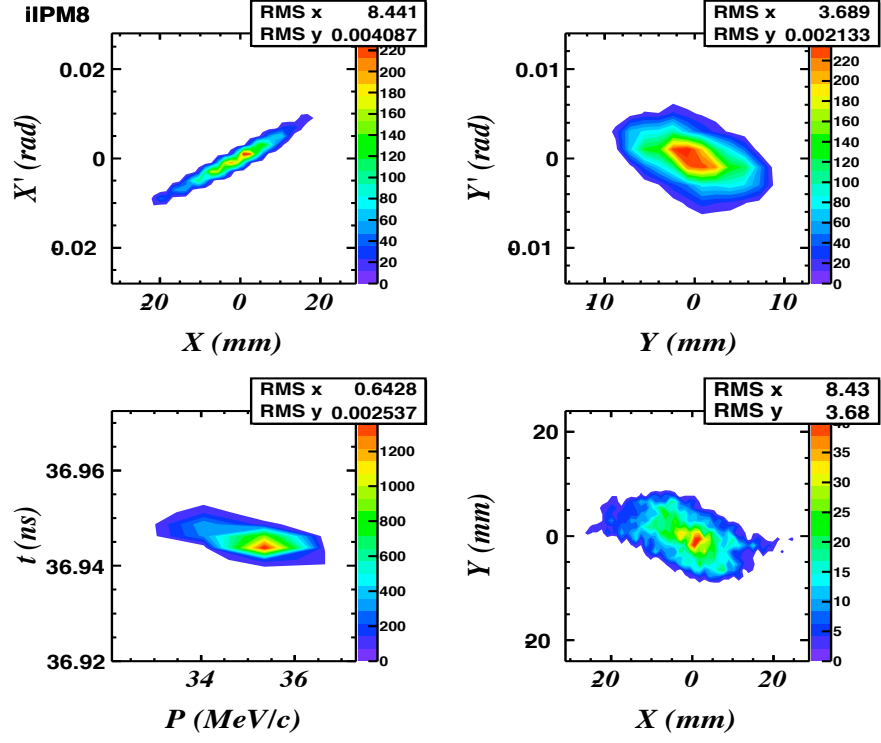 iIPM8
RMS x 8.441
RMS y 0.004087
220
200
180
160
140
120
100
80
60
40
20
0
0.02
0
-0.02
X' (rad)
-20 0 20
X (mm)
RMS x 3.689
RMS y 0.002133
220
200
180
160
140
120
100
80
60
40
20
0
0.01
0
-0.01
Y' (rad)
-10 0 10
Y (mm)
RMS x 0.6428
RMS y 0.002537
1200
1000
800
600
400
200
0
36.96
36.94
36.92
t (ns)
34 36
P (MeV/c)
RMS x 8.43
RMS y 3.68
35
30
25
20
15
10
5
0
20
0
-20
Y (mm)
-20 0 20
X (mm)